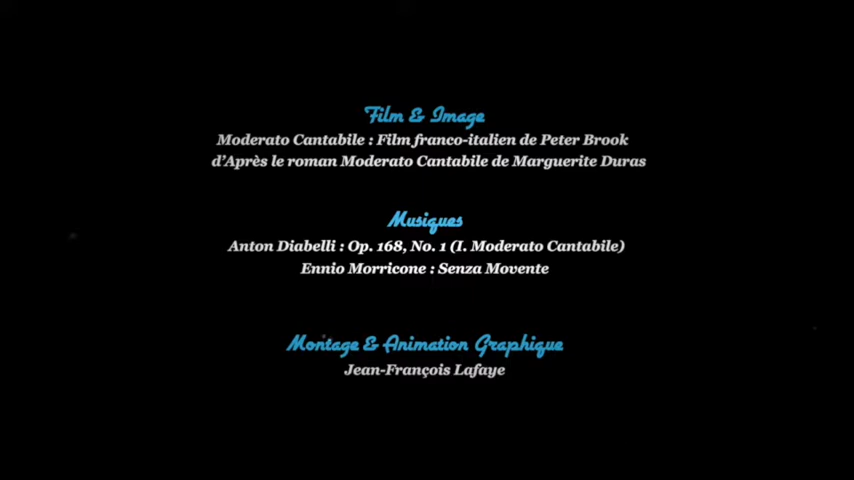 Film & Image
Moderato Cantabile : Film franco-italien de Peter Brook
d'Après le roman Moderato Cantabile de Marguerite Duras
Musiques
Anton Diabelli : Op. 168, No. 1 (I. Moderato Cantabile)
Ennio Morricone : Senza Movente
Montage & Animation Graphique
Jean-François Lafaye